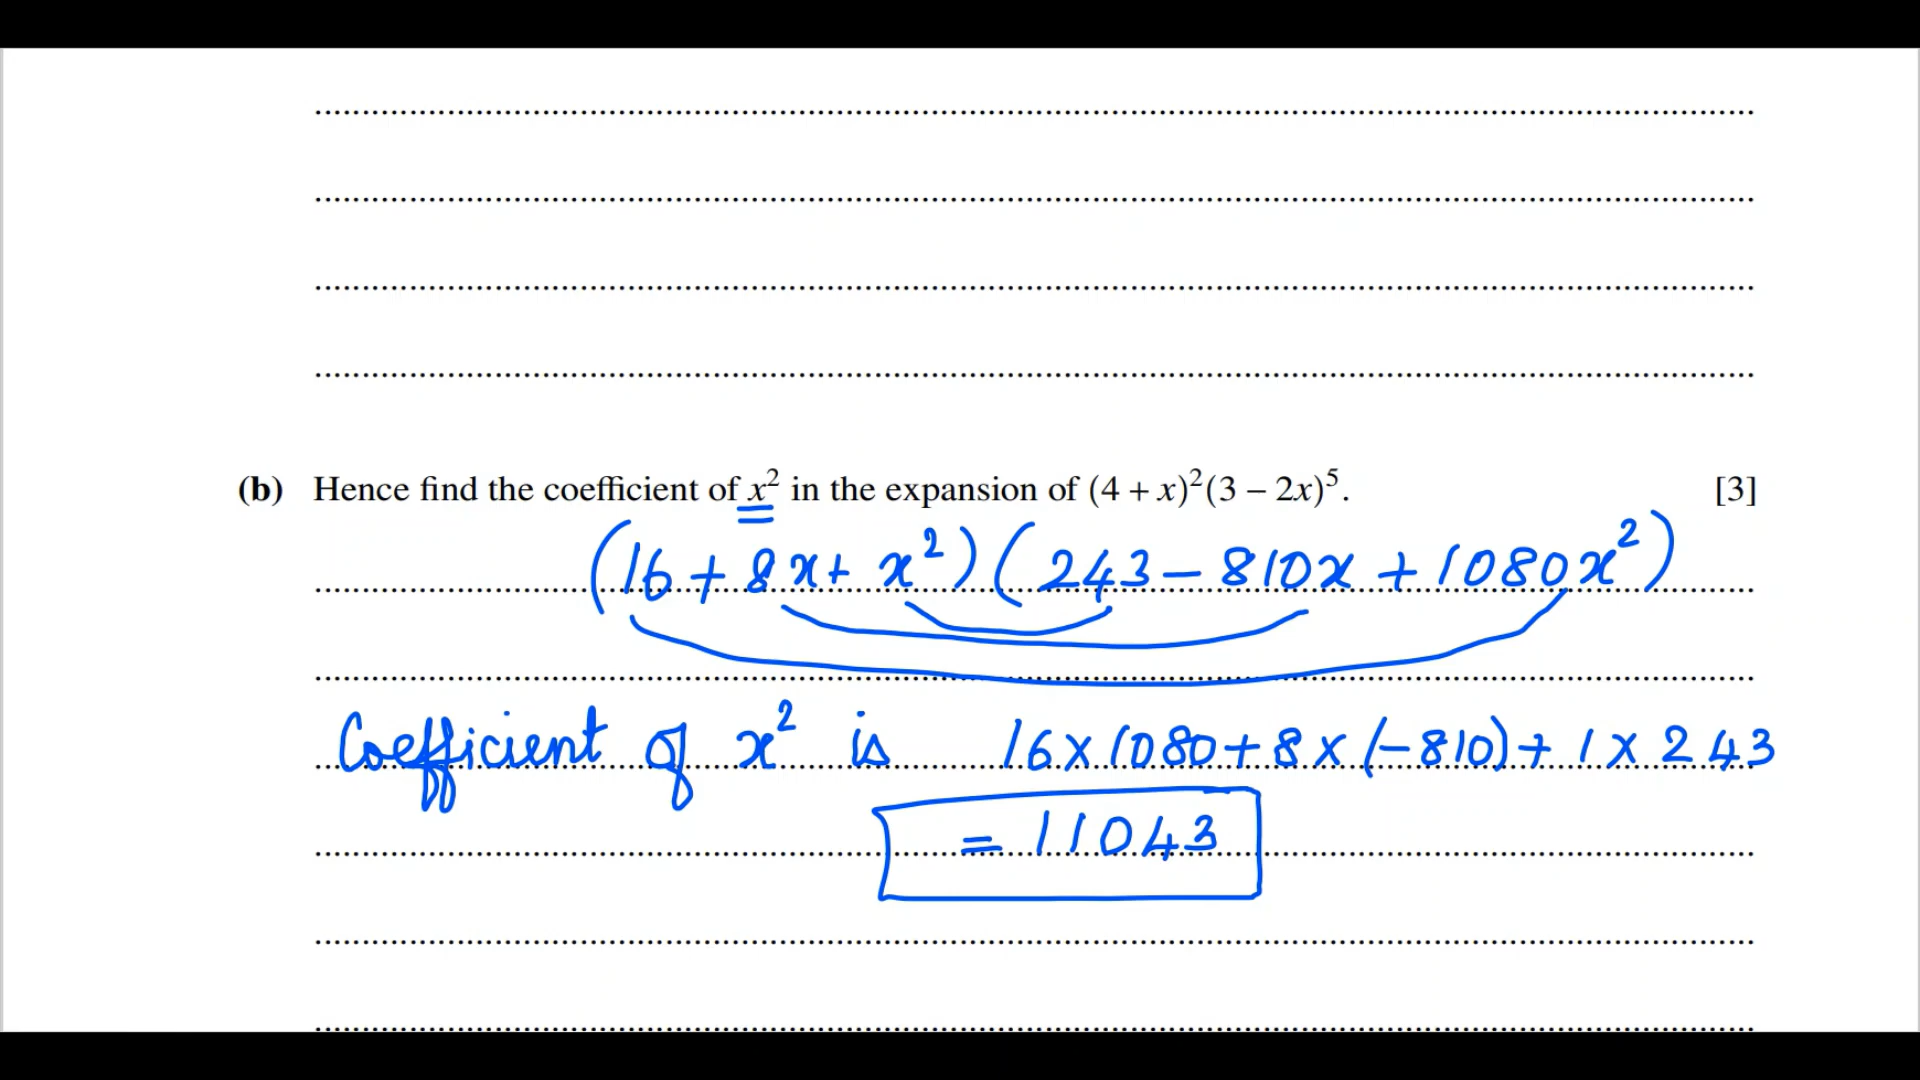 (b) Hence find the coefficient of x² in the expansion of (4 + x)²(3 − 2x)⁵. [3]
(16 + 8x + x²)(243 − 810x + 1080x²)
Coefficient of x² is 16 × 1080 + 8 × (−810) + 1 × 243
= 11043